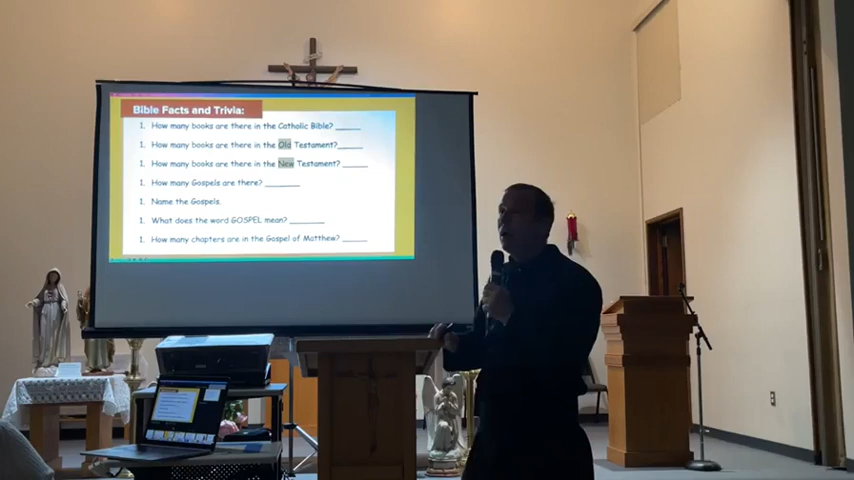 Bible Facts and Trivia:
1. How many books are there in the Catholic Bible? _____
1. How many books are there in the Old Testament?_____
1. How many books are there in the New Testament? _____
1. How many Gospels are there? _______
1. Name the Gospels.
1. What does the word GOSPEL mean? _______
1. How many chapters are in the Gospel of Matthew? _____